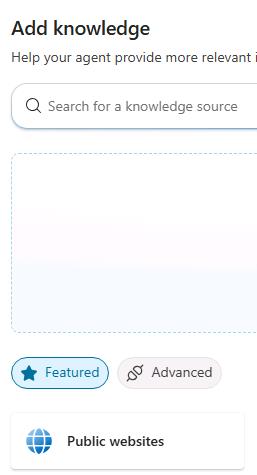 Add knowledge
Help your agent provide more relevant i
Search for a knowledge source
Featured
Advanced
Public websites